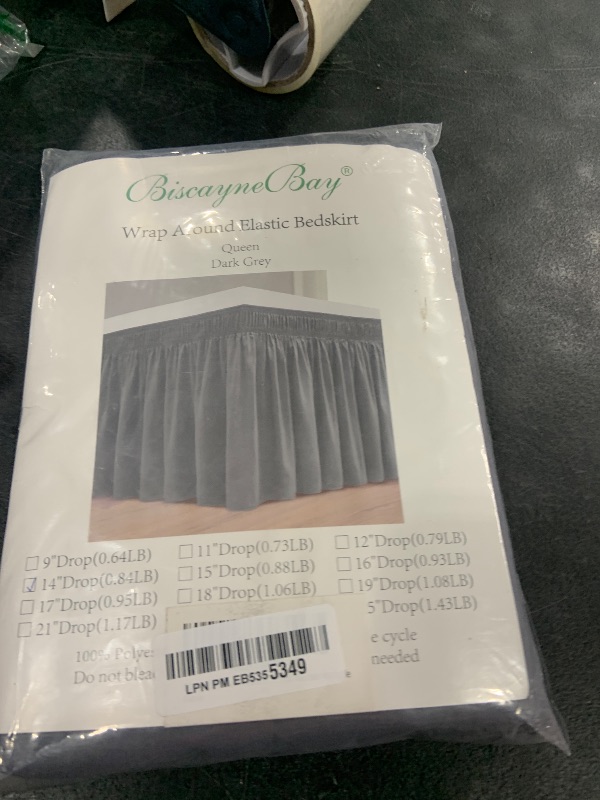 BiscayneBay®
Wrap Around Elastic Bedskirt
Queen
Dark Grey
9"Drop(0.64LB) 11"Drop(0.73LB) 12"Drop(0.79LB)
14"Drop(0.84LB) 15"Drop(0.88LB) 16"Drop(0.93LB)
17"Drop(0.95LB) 18"Drop(1.06LB) 19"Drop(1.08LB)
21"Drop(1.17LB) 5"Drop(1.43LB)
100% Polyes e cycle
Do not blea needed
LPN PM EB5355349